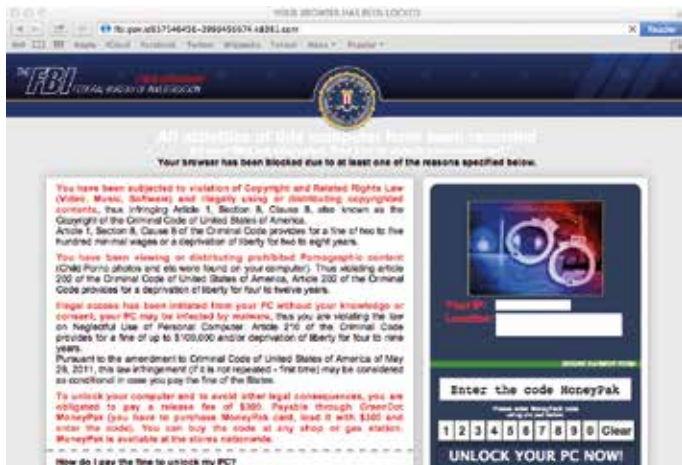 YOUR BROWSER HAS BEEN LOCKED
Reader
Apple iCloud Facebook Twitter Wikipedia Yahoo! News Popular
THE FBI FEDERAL BUREAU OF INVESTIGATION
All activities of this computer have been recorded
Your browser has been blocked due to at least one of the reasons specified below.
You have been subjected to violation of Copyright and Related Rights Law
(Video, Music, Software) and illegally using or distributing copyrighted
contents, thus infringing Article 1, Section 8, Clause 8, also known as the
Copyright of the Criminal Code of United States of America.
Article 1, Section 8, Clause 8 of the Criminal Code provides for a fine of two to five
hundred minimal wages or a deprivation of liberty for two to eight years.
You have been viewing or distributing prohibited Pornographic content
(Child Porno photos and etc were found on your computer). Thus violating article
202 of the Criminal Code of United States of America, Article 202 of the Criminal
Code provides for a deprivation of liberty for four to twelve years.
Illegal access has been initiated from your PC without your knowledge or
consent, your PC may be infected by malware, thus you are violating the law
on Neglectful Use of Personal Computer. Article 210 of the Criminal Code
provides for a fine of up to $100,000 and/or deprivation of liberty for four to nine
years.
Pursuant to the amendment to Criminal Code of United States of America of May
28, 2011, this law infringement (if it is not repeated - first time) may be considered
as conditional in case you pay the fine of the States.
To unlock your computer and to avoid other legal consequences, you are
obligated to pay a release fee of $300. Payable through GreenDot
MoneyPak (you have to purchase MoneyPak card, load it with $300 and
enter the code). You can buy the code at any shop or gas station.
MoneyPak is available at the stores nationwide.
How do I pay the fine to unlock my PC?
Your IP:
Location:
Enter the code MoneyPak
1 2 3 4 5 6 7 8 9 0 Clear
UNLOCK YOUR PC NOW!